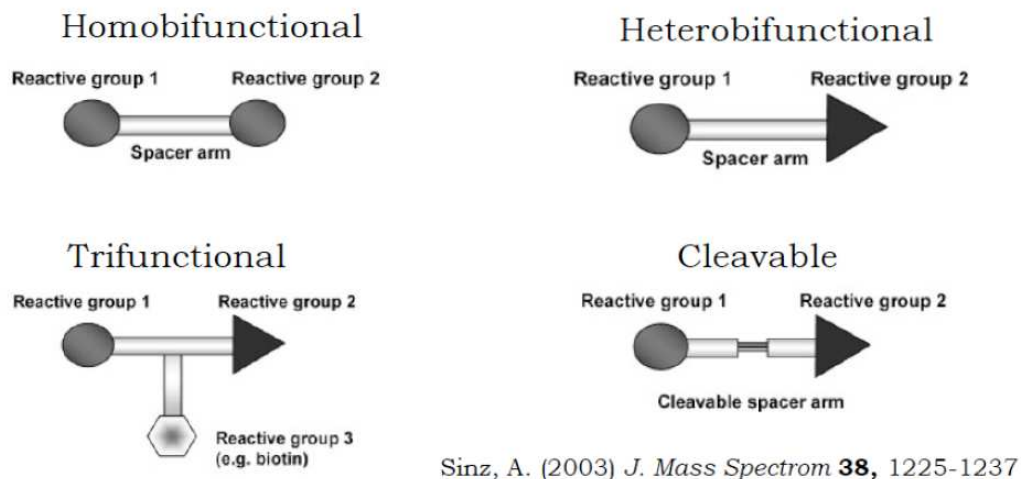 Homobifunctional
Reactive group 1
Reactive group 2
Spacer arm
Heterobifunctional
Reactive group 1
Reactive group 2
Spacer arm
Trifunctional
Reactive group 1
Reactive group 2
Reactive group 3
(e.g. biotin)
Cleavable
Reactive group 1
Reactive group 2
Cleavable spacer arm
Sinz, A. (2003) J. Mass Spectrom 38, 1225-1237